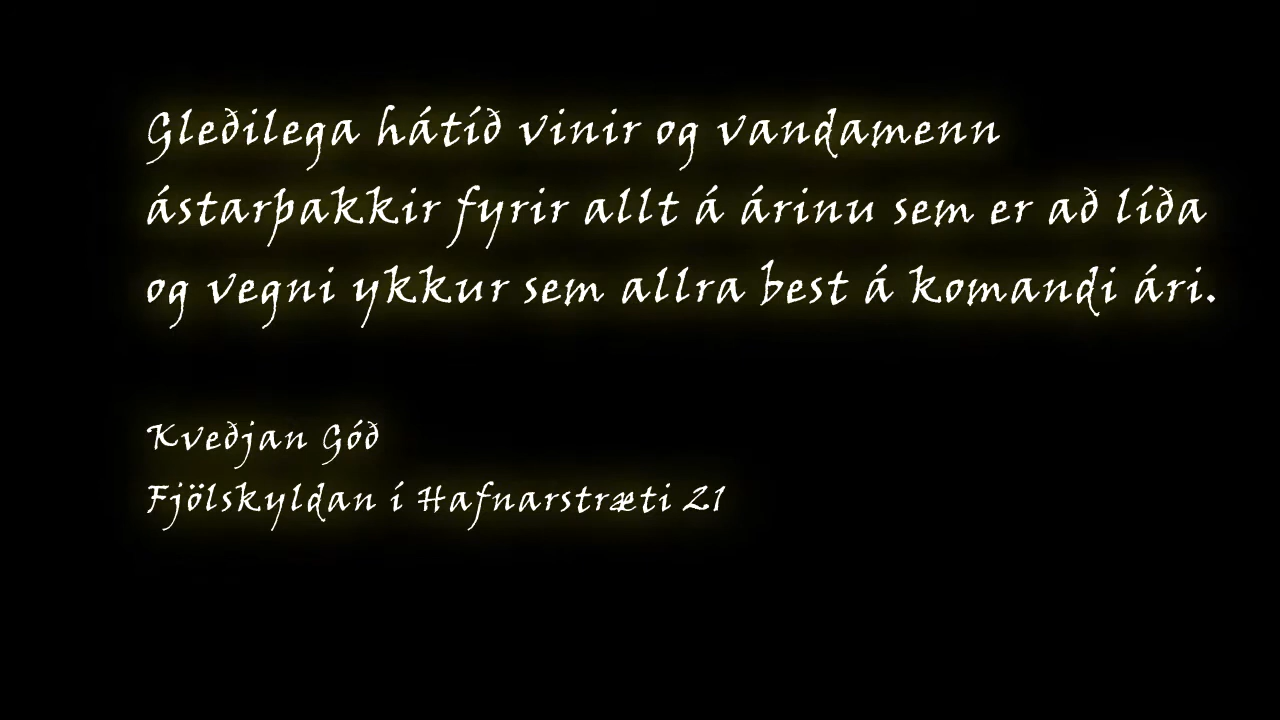 Gleðilega hátíð vinir og vandamenn
ástarþakkir fyrir allt á árinu sem er að líða
og vegni ykkur sem allra best á komandi ári.
Kveðjan Góð
Fjölskyldan í Hafnarstræti 21